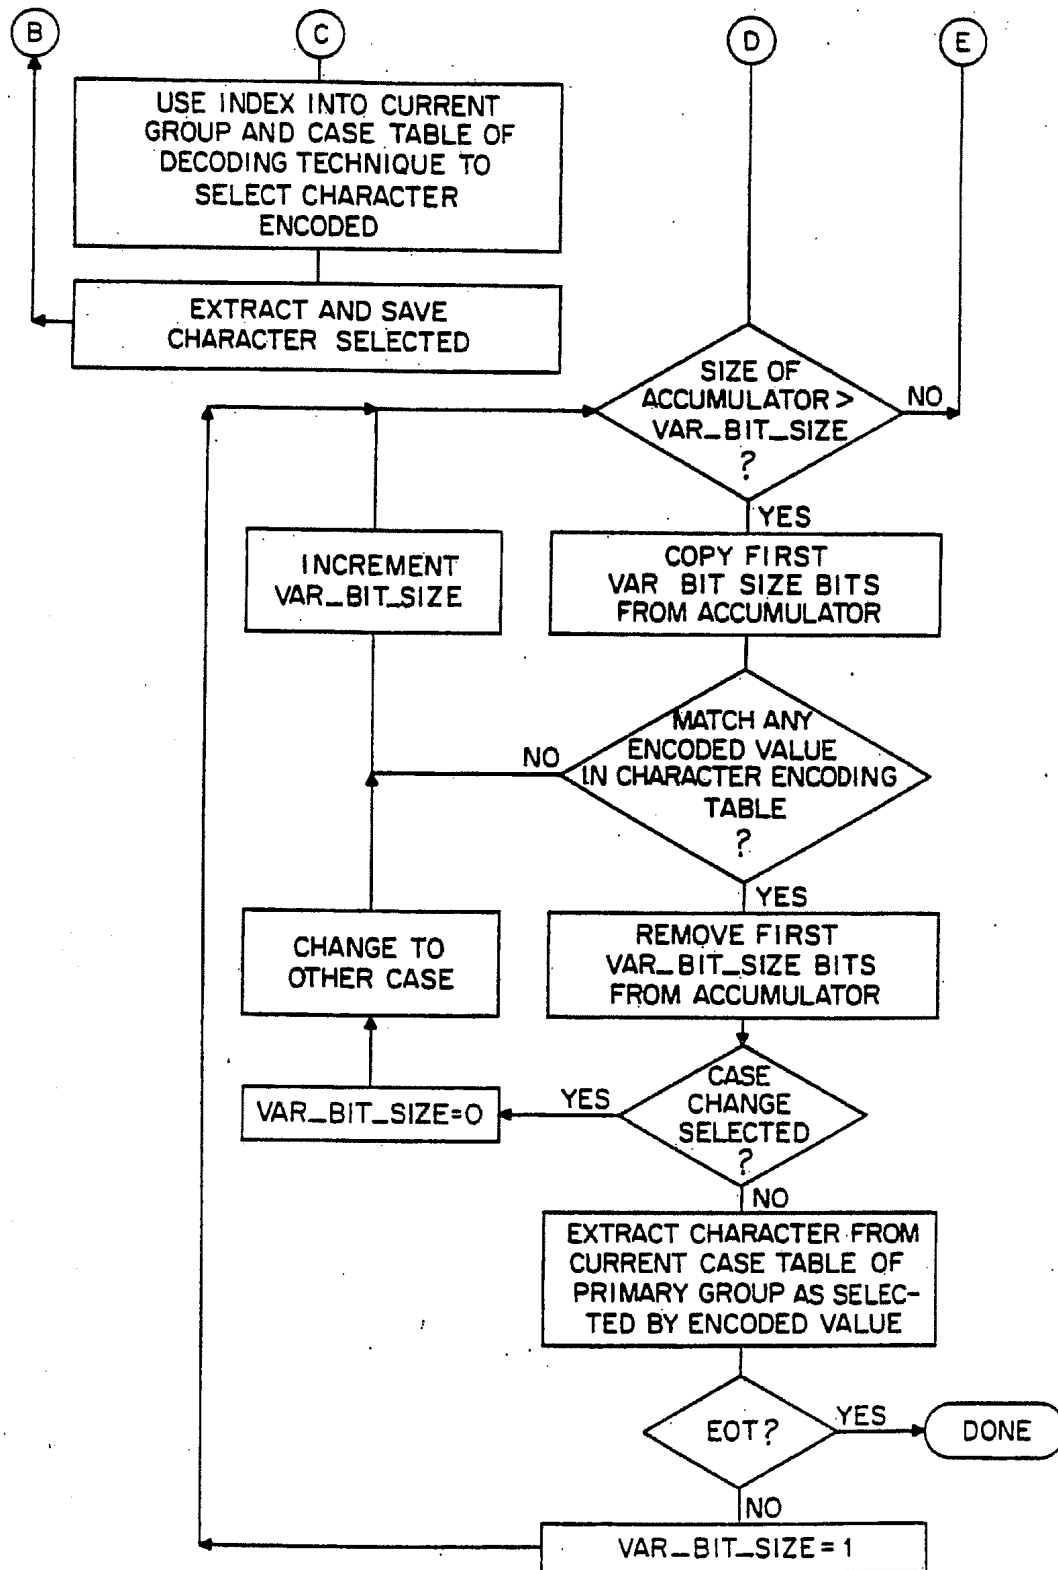 B
C
D
E
USE INDEX INTO CURRENT
GROUP AND CASE TABLE OF
DECODING TECHNIQUE TO
SELECT CHARACTER
ENCODED
EXTRACT AND SAVE
CHARACTER SELECTED
SIZE OF
ACCUMULATOR >
VAR_BIT_SIZE
?
NO
YES
INCREMENT
VAR_BIT_SIZE
COPY FIRST
VAR BIT SIZE BITS
FROM ACCUMULATOR
MATCH ANY
ENCODED VALUE
IN CHARACTER ENCODING
TABLE
?
NO
YES
CHANGE TO
OTHER CASE
REMOVE FIRST
VAR_BIT_SIZE BITS
FROM ACCUMULATOR
VAR_BIT_SIZE=0
YES
CASE
CHANGE
SELECTED
?
NO
EXTRACT CHARACTER FROM
CURRENT CASE TABLE OF
PRIMARY GROUP AS SELEC-
TED BY ENCODED VALUE
EOT?
YES
DONE
NO
VAR_BIT_SIZE=1